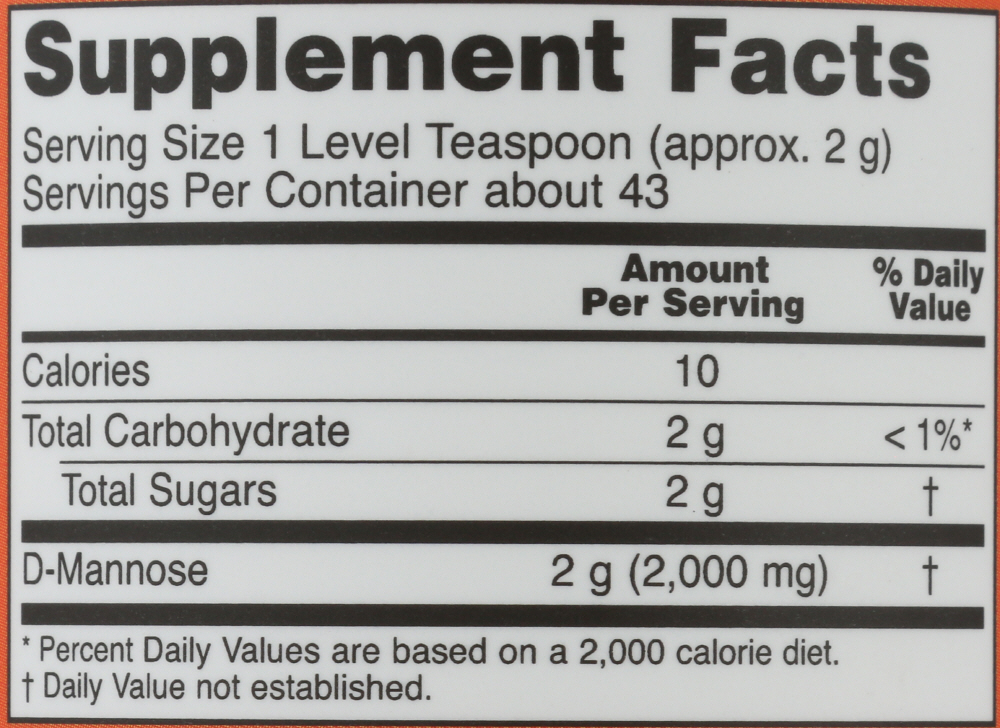 Supplement Facts
Serving Size 1 Level Teaspoon (approx. 2 g)
Servings Per Container about 43
Amount Per Serving % Daily Value
Calories 10
Total Carbohydrate 2 g < 1%*
Total Sugars 2 g †
D-Mannose 2 g (2,000 mg) †
* Percent Daily Values are based on a 2,000 calorie diet.
† Daily Value not established.